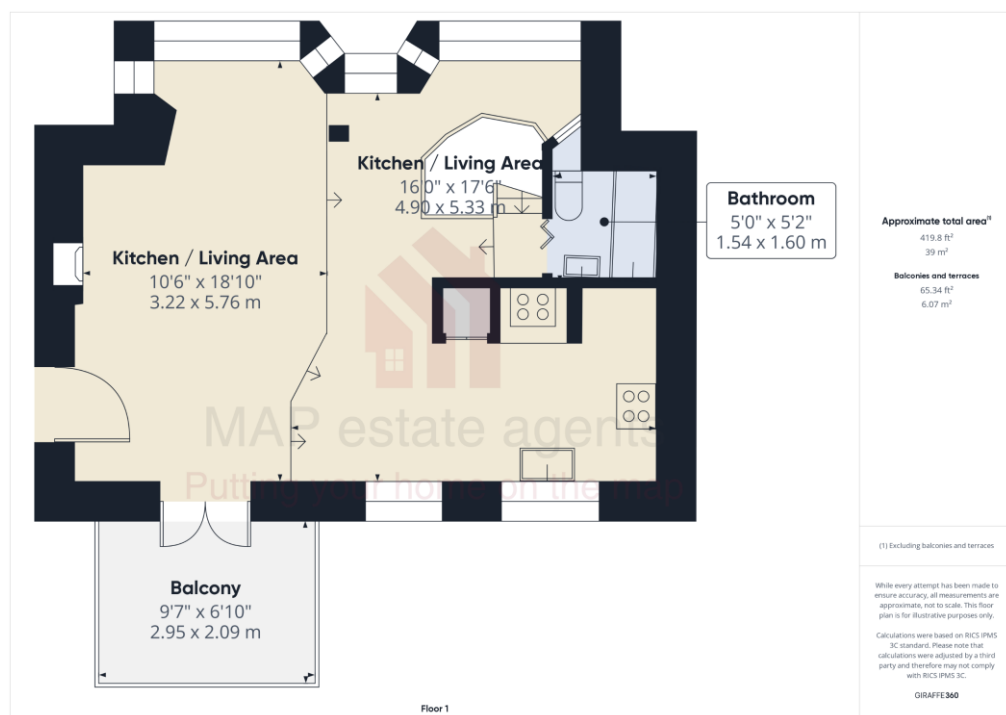 Kitchen / Living Area
16'0" x 17'6"
4.90 x 5.33 m
Kitchen / Living Area
10'6" x 18'10"
3.22 x 5.76 m
Bathroom
5'0" x 5'2"
1.54 x 1.60 m
MAP estate agents
Putting your home on the map.
Balcony
9'7" x 6'10"
2.95 x 2.09 m
Floor 1
Approximate total area(1)
419.8 ft²
39 m²
Balconies and terraces
65.34 ft²
6.07 m²
(1) Excluding balconies and terraces
While every attempt has been made to
ensure accuracy, all measurements are
approximate, not to scale. This floor
plan is for illustrative purposes only.
Calculations were based on RICS IPMS
3C standard. Please note that
calculations were adjusted by a third
party and therefore may not comply
with RICS IPMS 3C.
GIRAFFE360